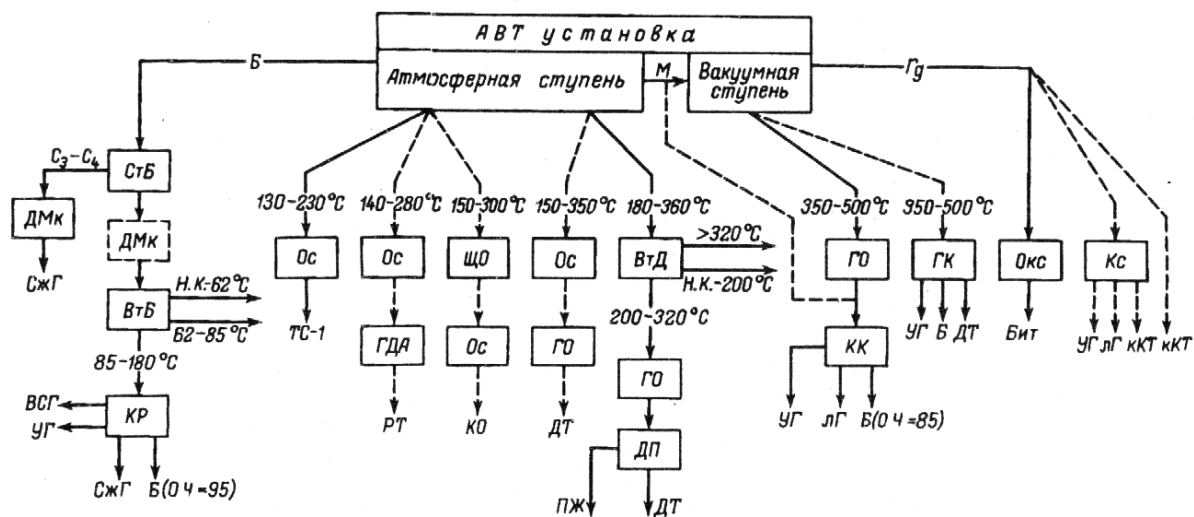 АВТ установка
Б
Атмосферная ступень
М
Вакуумная ступень
Гд
С3-С4
СтБ
ДМк
ДМк
СжГ
ВтБ
Н.К.-62°С
62-85°С
85-180°С
КР
ВСГ
УГ
СжГ
Б(ОЧ=95)
130-230°С
140-280°С
150-300°С
150-350°С
180-360°С
350-500°С
350-500°С
Ос
Ос
ЩО
Ос
ВтД
>320°С
Н.К.-200°С
ГО
ГК
Окс
Кс
ТС-1
ГДА
Ос
ГО
200-320°С
ГО
КК
УГ
Б
ДТ
Бит
УГ
лГ
кКТ
кКТ
РТ
КО
ДТ
ДП
УГ
лГ
Б(ОЧ=85)
ПЖ
ДТ